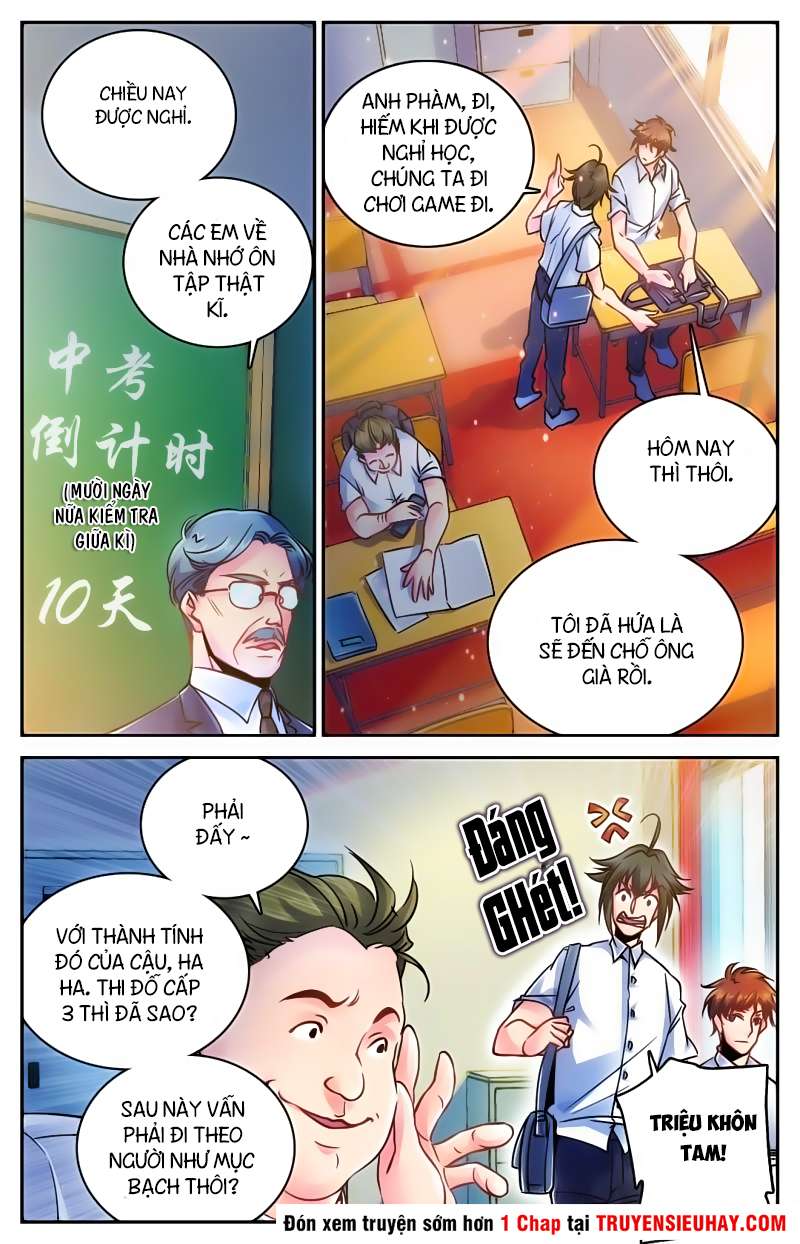 CHIỀU NAY
ĐƯỢC NGHỈ.
CÁC EM VỀ
NHÀ NHỚ ÔN
TẬP THẬT
KĨ.
中考
倒计时
(MƯỜI NGÀY
NỮA KIỂM TRA
GIỮA KÌ)
10天
ANH PHÀM, ĐI,
HIẾM KHI ĐƯỢC
NGHỈ HỌC,
CHÚNG TA ĐI
CHƠI GAME ĐI.
HÔM NAY
THÌ THÔI.
TÔI ĐÃ HỨA LÀ
SẼ ĐẾN CHỖ ÔNG
GIÀ RỒI.
PHẢI
ĐẤY ~
VỚI THÀNH TÍNH
ĐÓ CỦA CẬU, HA
HA. THI ĐỖ CẤP
3 THÌ ĐÃ SAO?
SAU NÀY VẪN
PHẢI ĐI THEO
NGƯỜI NHƯ MỤC
BẠCH THÔI?
Đáng
GHét!
TRIỆU KHÔN
TAM!
Đón xem truyện sớm hơn 1 Chap tại TRUYENSIEUHAY.COM